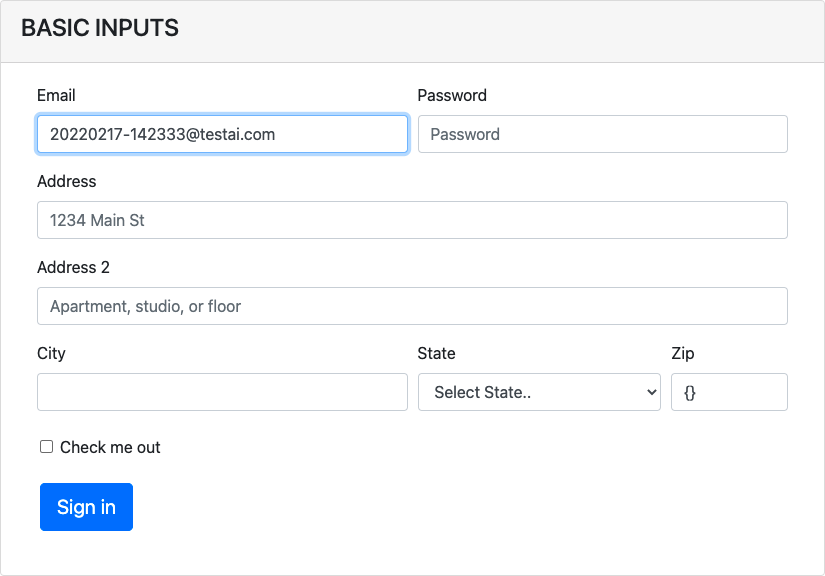 BASIC INPUTS
Email Password
20220217-142333@testai.com Password
Address
1234 Main St
Address 2
Apartment, studio, or floor
City State Zip
Select State.. {}
Check me out
Sign in